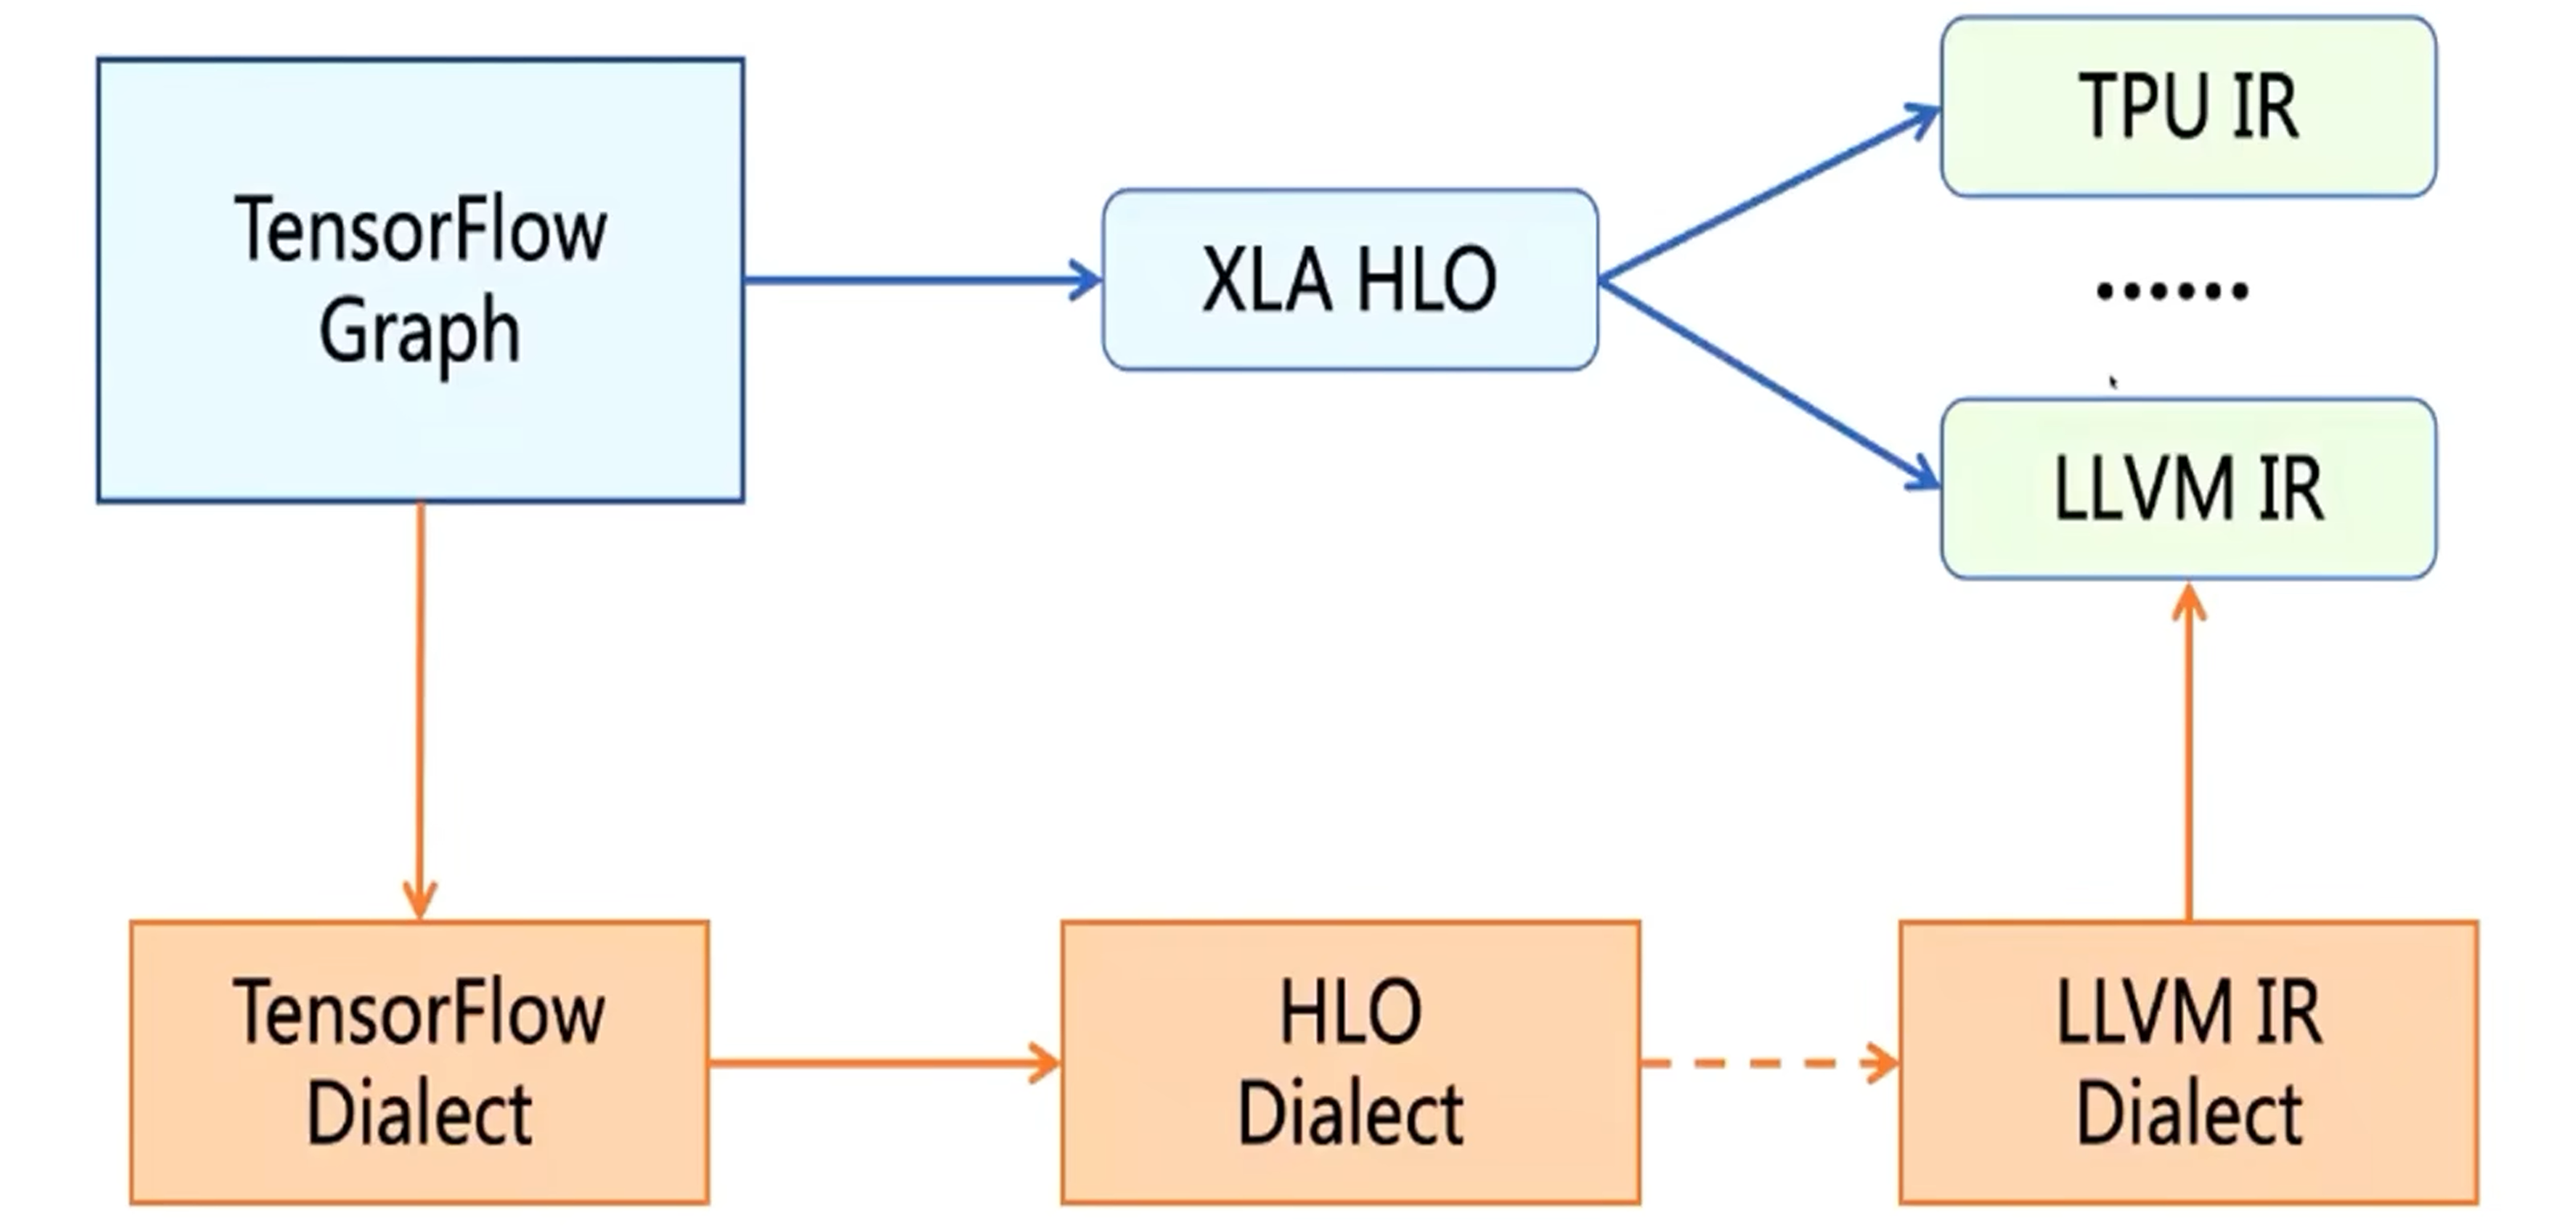 TensorFlow
Graph
XLA HLO
TPU IR
......
LLVM IR
TensorFlow
Dialect
HLO
Dialect
LLVM IR
Dialect